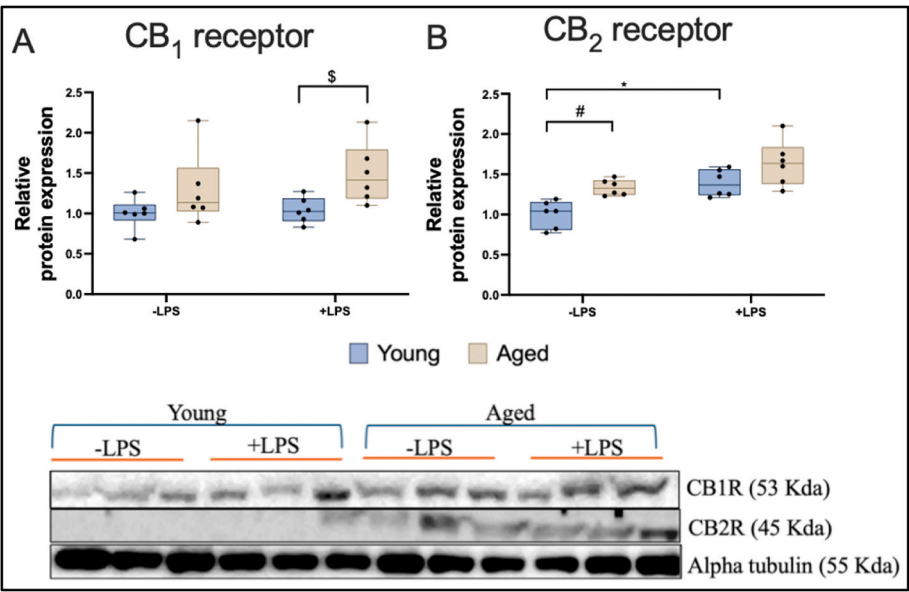 A
CB1 receptor
B
CB2 receptor
$
*
#
Relative
protein expression
2.5
2.0
1.5
1.0
0.5
0.0
-LPS
+LPS
Relative
protein expression
2.5
2.0
1.5
1.0
0.5
0.0
-LPS
+LPS
Young
Aged
Young
Aged
-LPS
+LPS
-LPS
+LPS
CB1R (53 Kda)
CB2R (45 Kda)
Alpha tubulin (55 Kda)